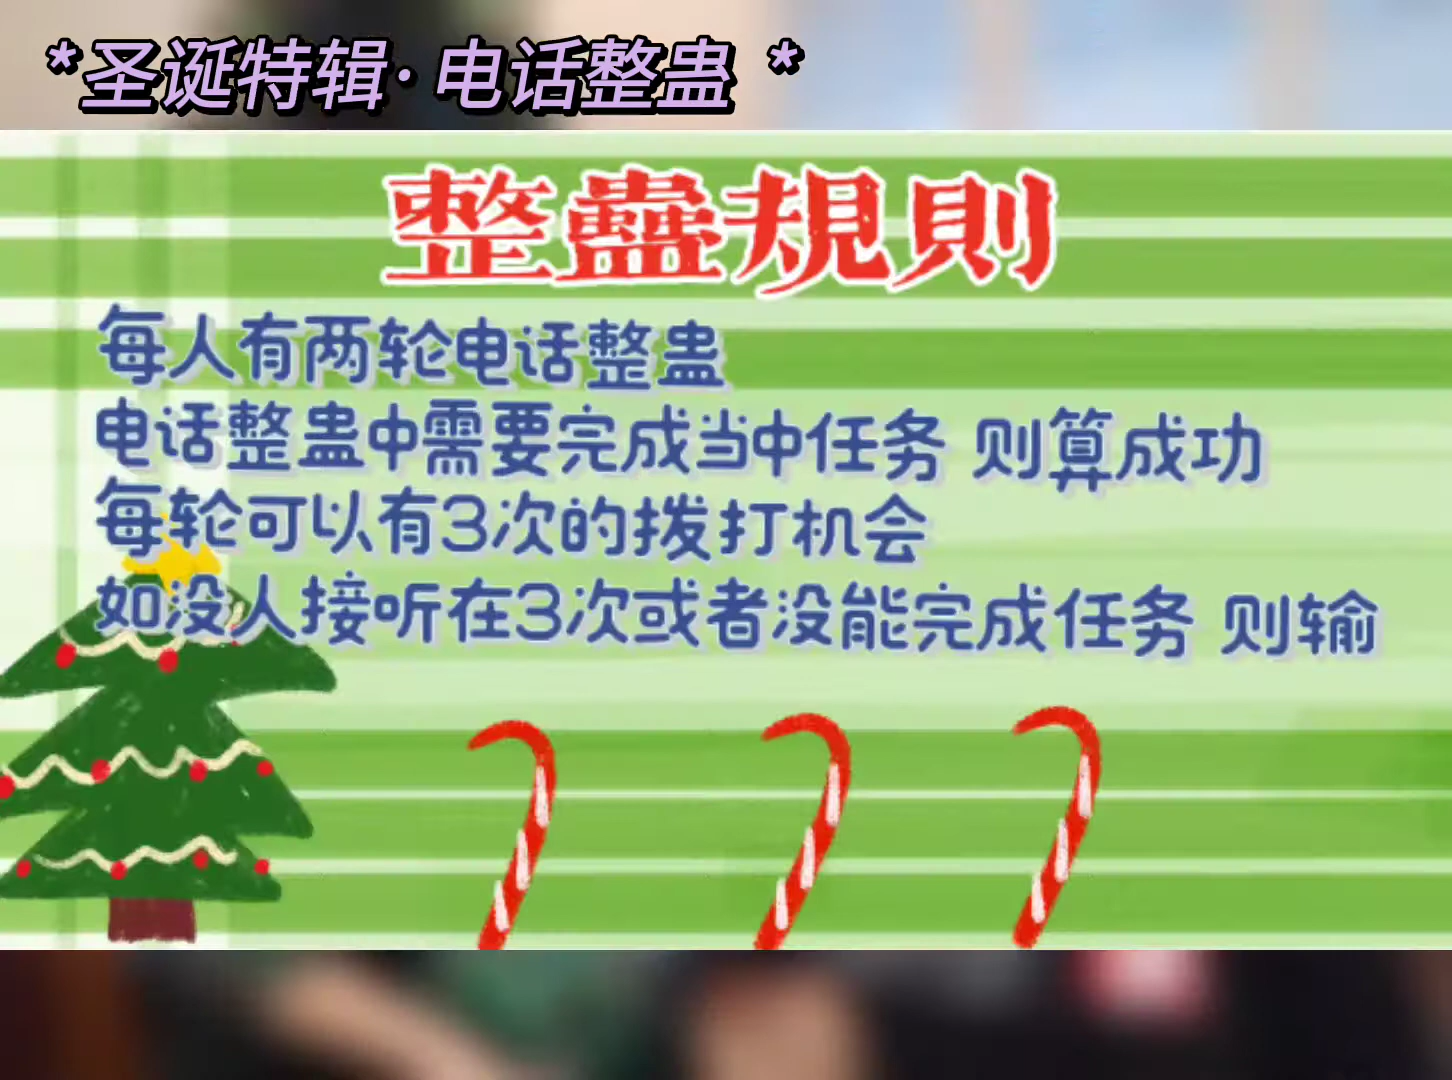 *圣诞特辑·电话整蛊 *
整蠱規則
每人有两轮电话整蛊
电话整蛊中需要完成当中任务 则算成功
每轮可以有3次的拨打机会
如没人接听在3次或者没能完成任务 则输